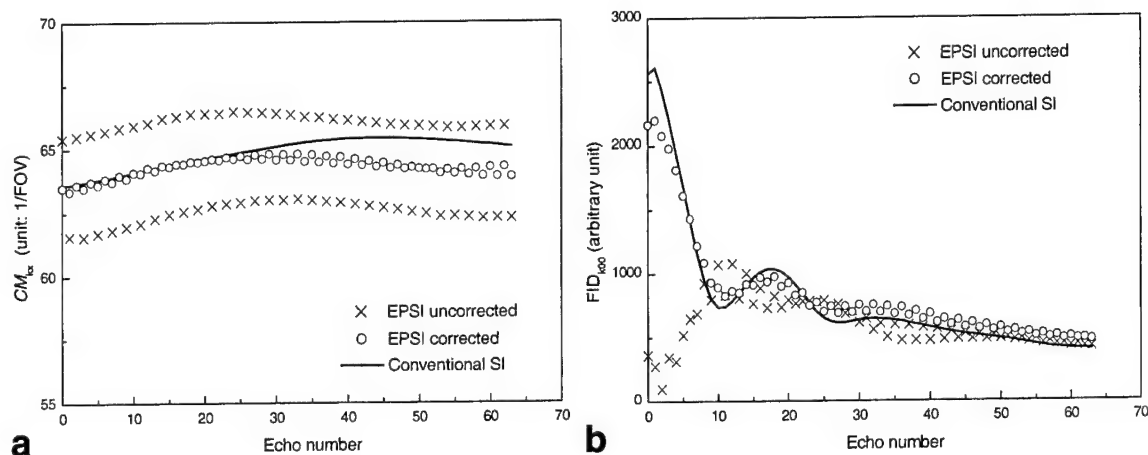 70
65
60
55
CM_kx (unit: 1/FOV)
× EPSI uncorrected
○ EPSI corrected
— Conventional SI
0 10 20 30 40 50 60 70
Echo number
a
3000
2000
1000
0
FID_k00 (arbitrary unit)
× EPSI uncorrected
○ EPSI corrected
— Conventional SI
0 10 20 30 40 50 60 70
Echo number
b